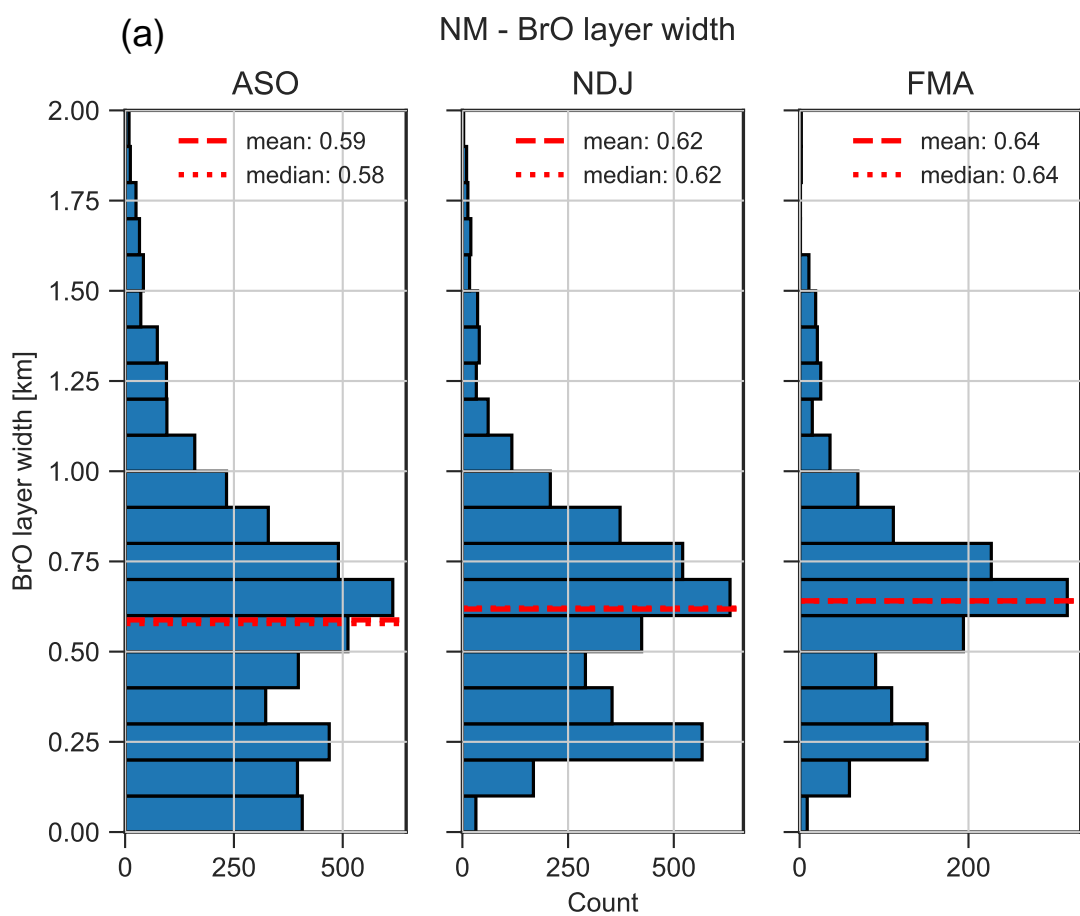 (a)
NM - BrO layer width
ASO
NDJ
FMA
mean: 0.59
median: 0.58
mean: 0.62
median: 0.62
mean: 0.64
median: 0.64
2.00
1.75
1.50
1.25
1.00
0.75
0.50
0.25
0.00
BrO layer width [km]
0 250 500
0 250 500
0 200
Count